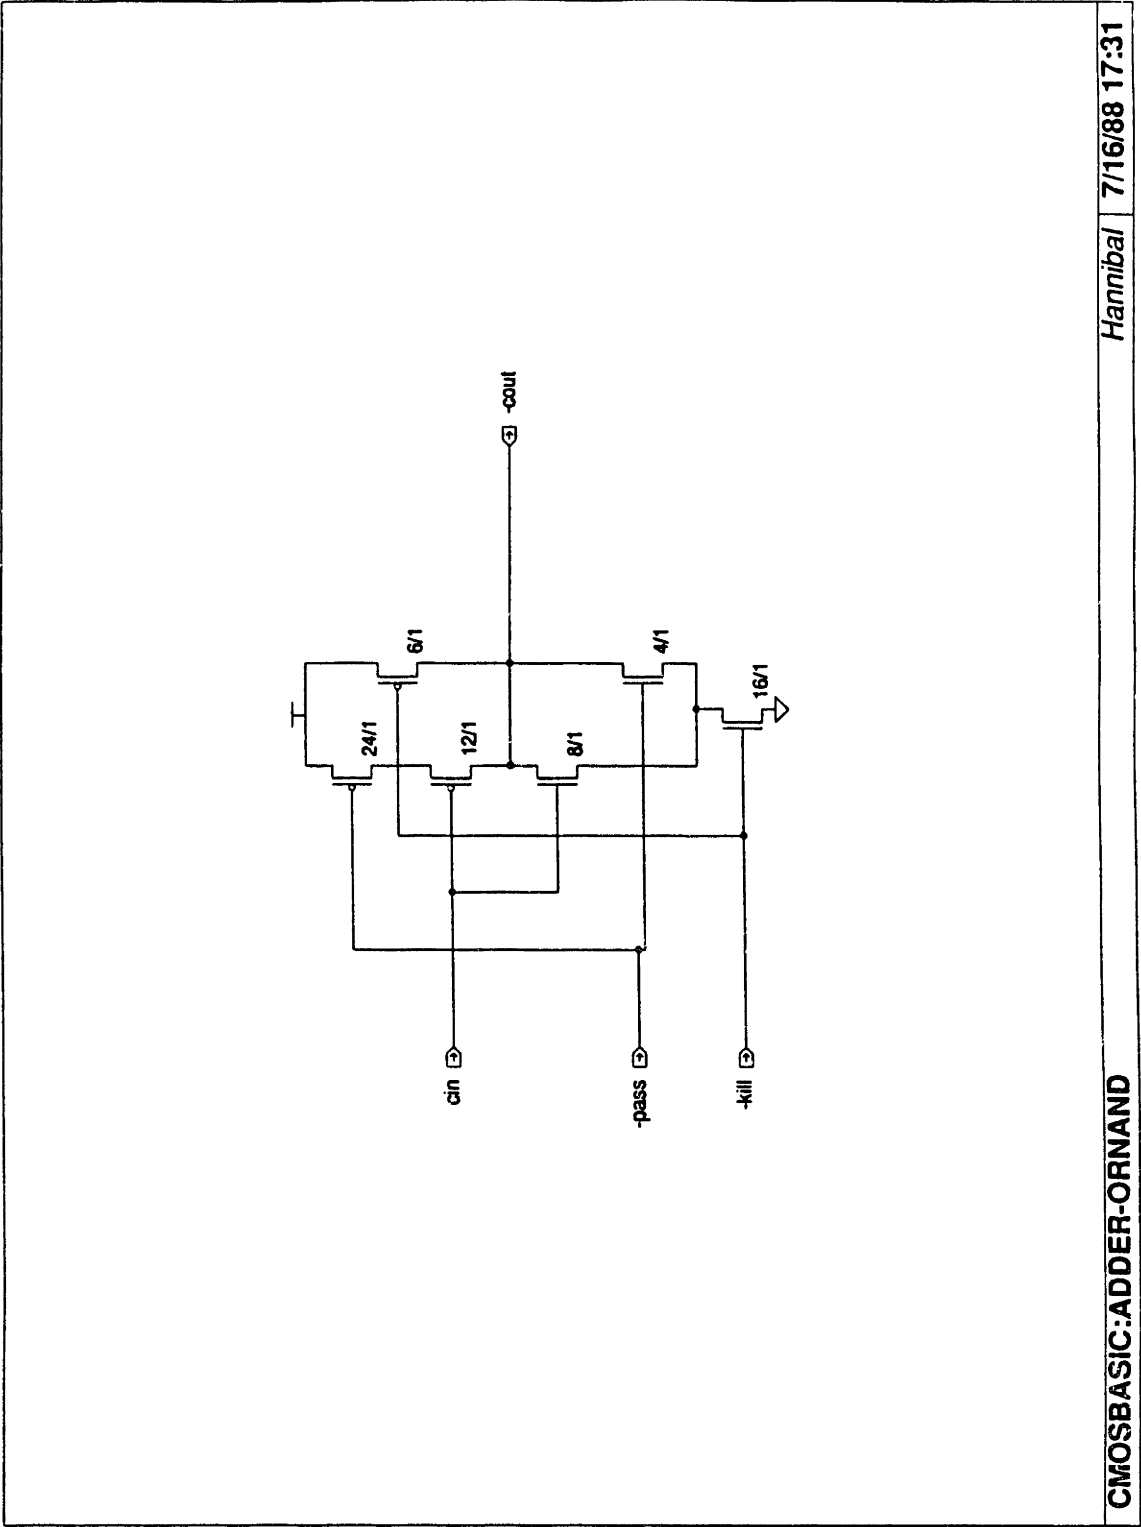 24/1
6/1
12/1
-cout
8/1
4/1
16/1
cin
-pass
-kill
CMOSBASIC:ADDER-ORNAND
Hannibal
7/16/88 17:31